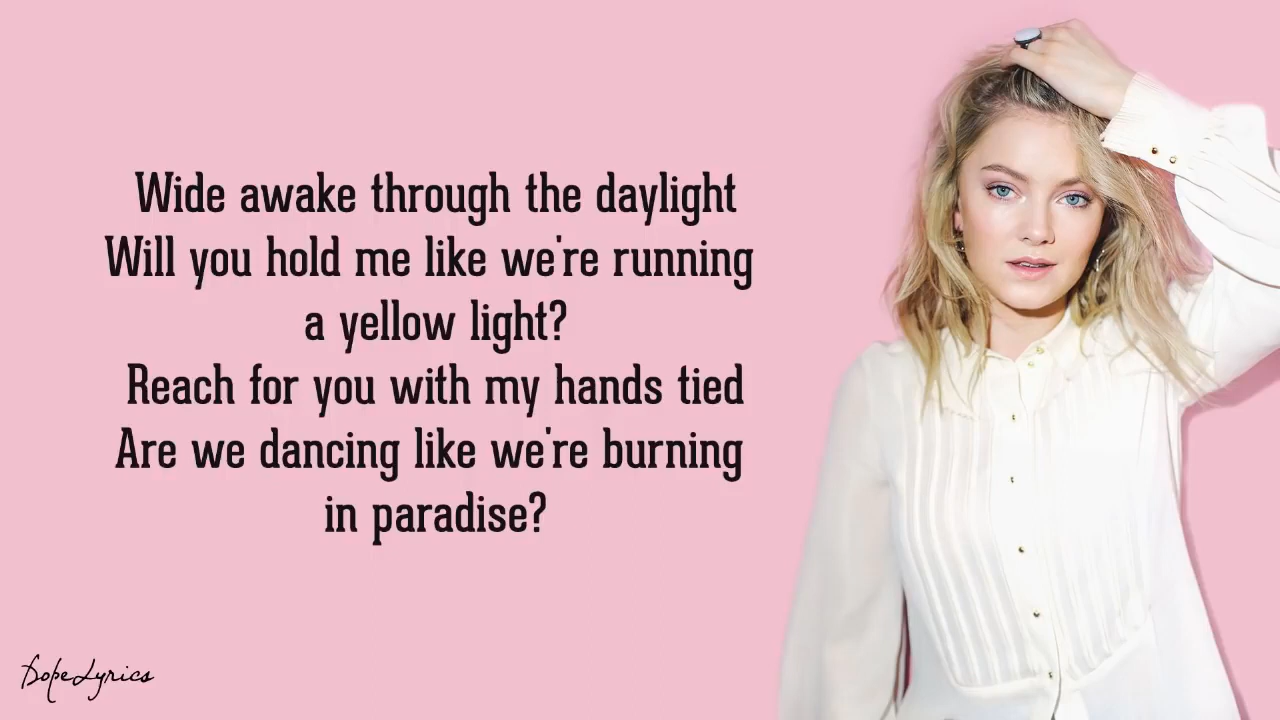 Wide awake through the daylight
Will you hold me like we're running
a yellow light?
Reach for you with my hands tied
Are we dancing like we're burning
in paradise?
DopeLyrics